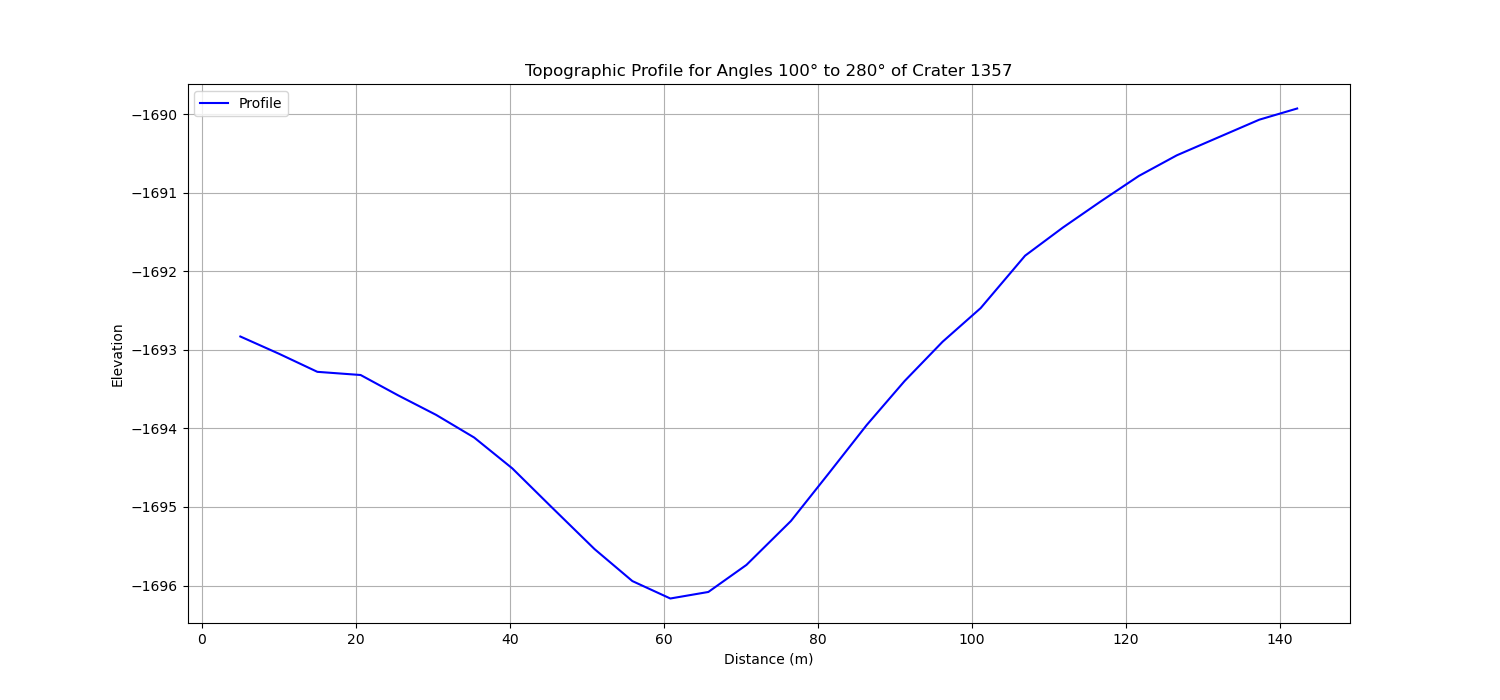 Topographic Profile for Angles 100° to 280° of Crater 1357
Profile
−1690
−1691
−1692
−1693
−1694
−1695
−1696
Elevation
0 20 40 60 80 100 120 140
Distance (m)